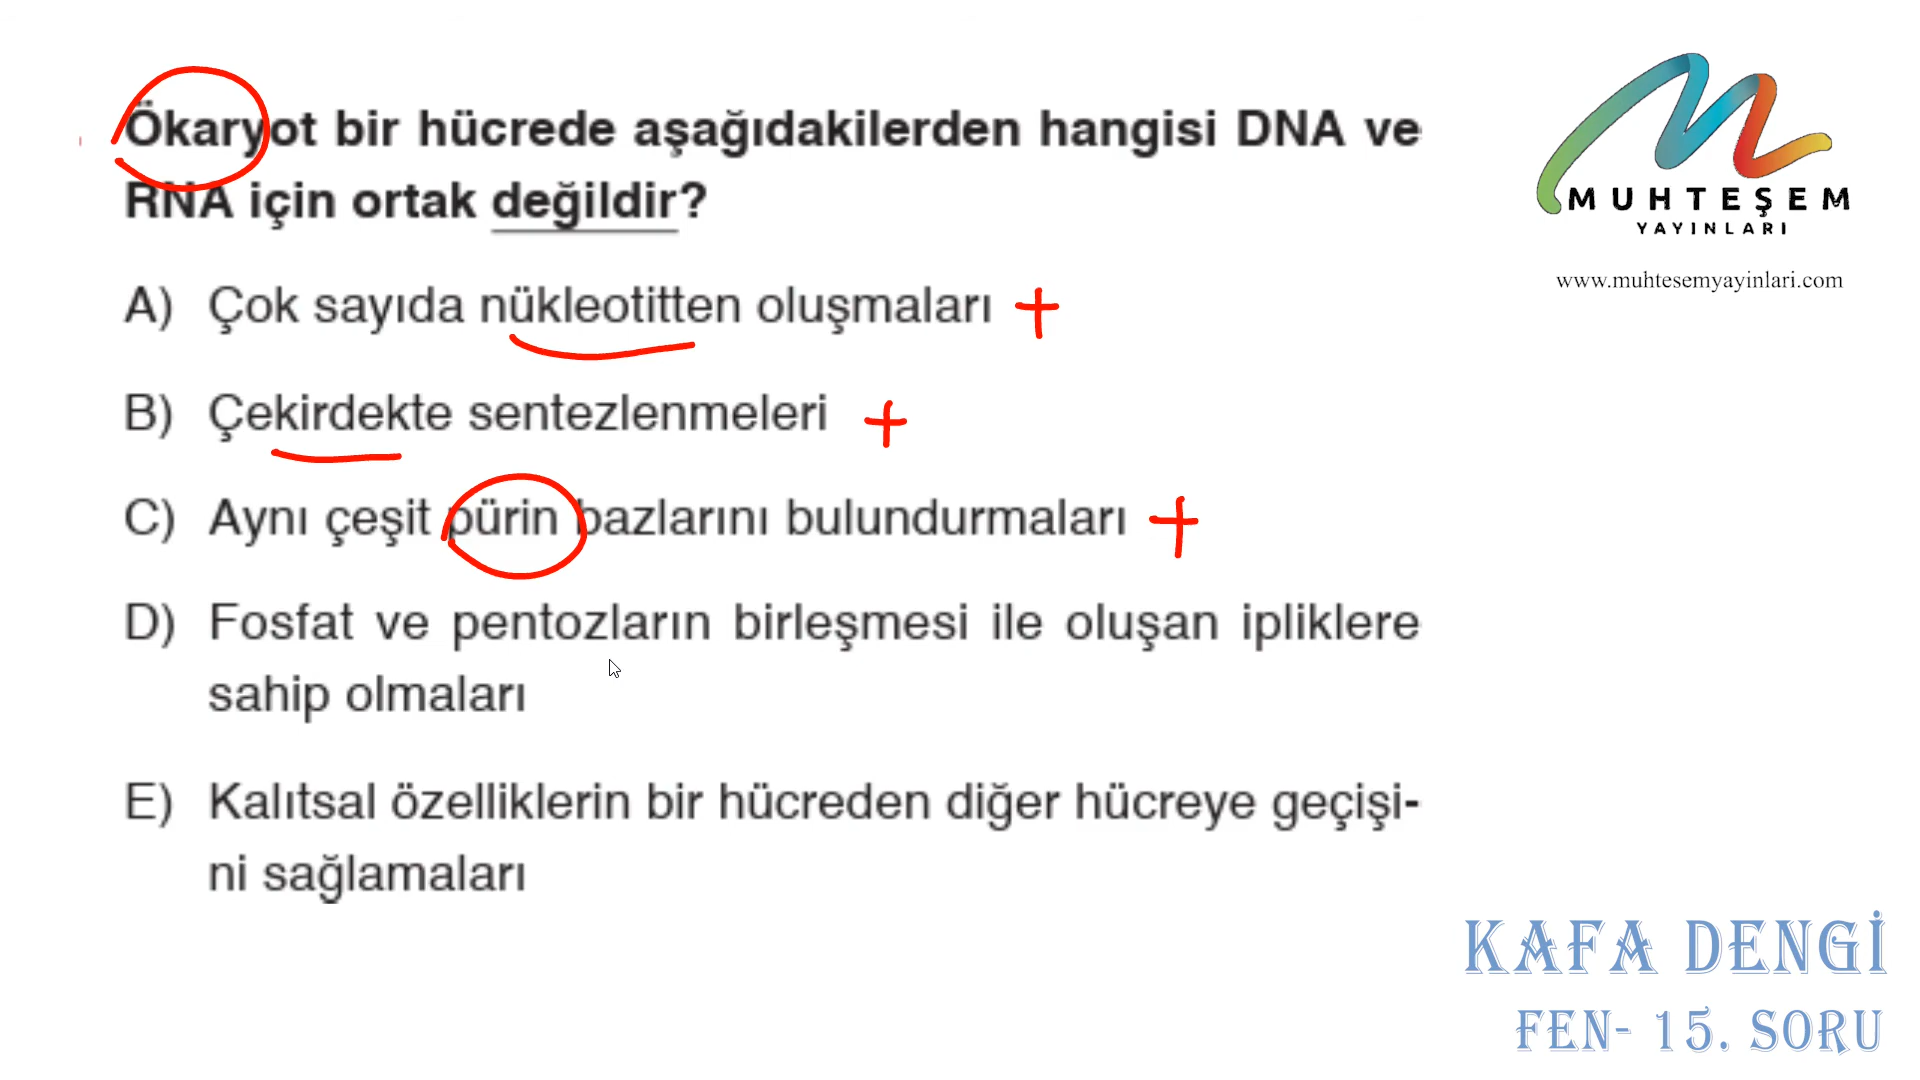 Ökaryot bir hücrede aşağıdakilerden hangisi DNA ve
RNA için ortak değildir?
A) Çok sayıda nükleotitten oluşmaları +
B) Çekirdekte sentezlenmeleri +
C) Aynı çeşit pürin bazlarını bulundurmaları +
D) Fosfat ve pentozların birleşmesi ile oluşan ipliklere
sahip olmaları
E) Kalıtsal özelliklerin bir hücreden diğer hücreye geçişi-
ni sağlamaları
MUHTEŞEM
YAYINLARI
www.muhtesemyayinlari.com
KAFA DENGİ
FEN- 15. SORU